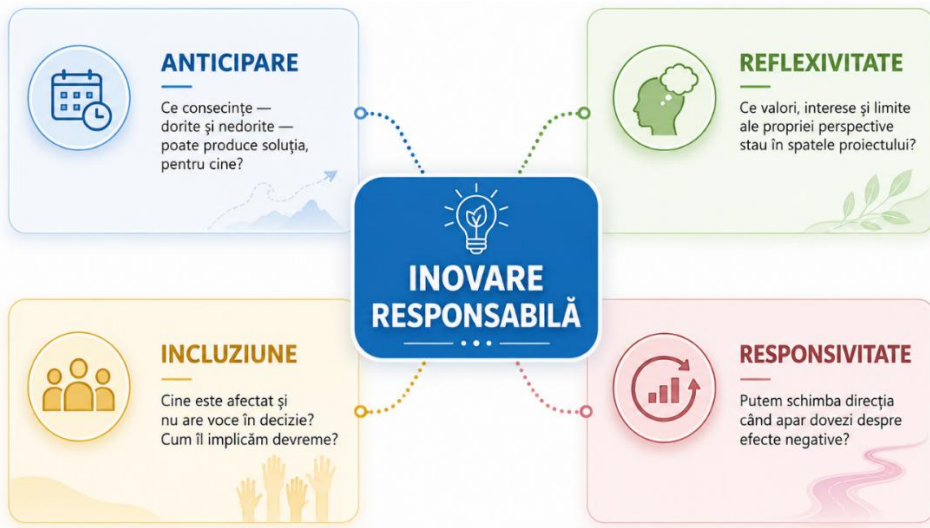 ANTICIPARE
Ce consecințe —
dorite și nedorite —
poate produce soluția,
pentru cine?
REFLEXIVITATE
Ce valori, interese și limite
ale propriei perspective
stau în spatele proiectului?
INOVARE
RESPONSABILĂ
INCLUZIUNE
Cine este afectat și
nu are voce în decizie?
Cum îl implicăm devreme?
RESPONSIVITATE
Putem schimba direcția
când apar dovezi despre
efecte negative?